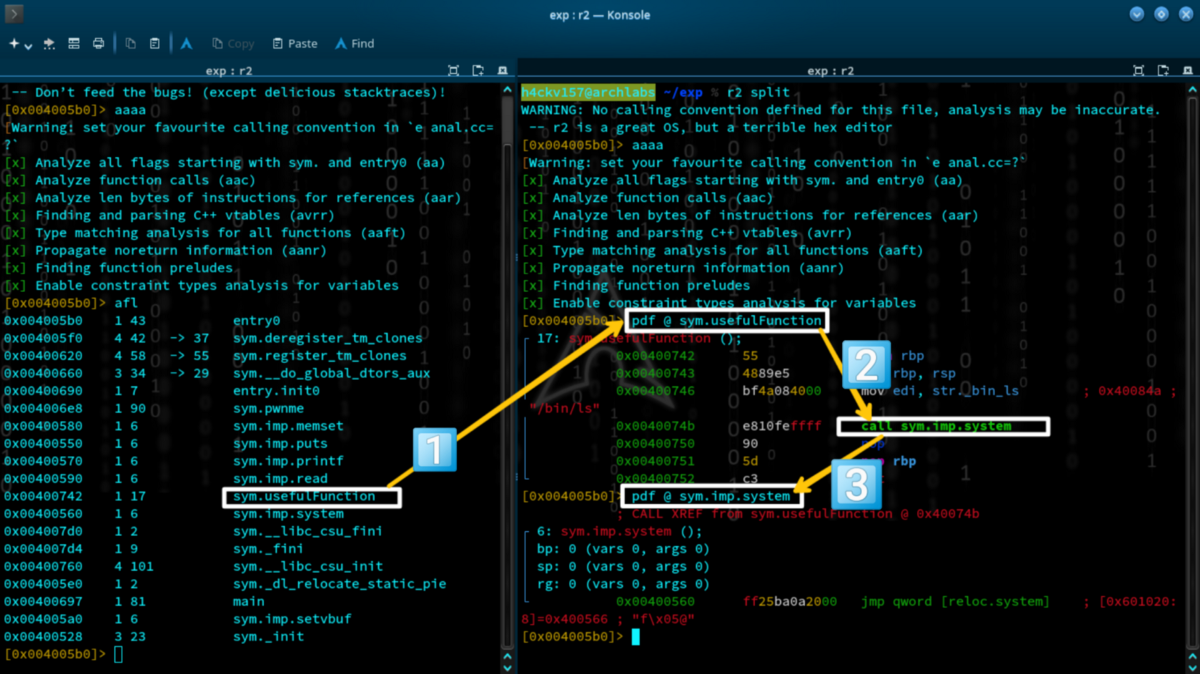 exp : r2 — Konsole
Copy Paste Find
exp : r2
-- Don't feed the bugs! (except delicious stacktraces)!
[0x004005b0]> aaaa
[Warning: set your favourite calling convention in `e anal.cc=
?`
[x] Analyze all flags starting with sym. and entry0 (aa)
[x] Analyze function calls (aac)
[x] Analyze len bytes of instructions for references (aar)
[x] Finding and parsing C++ vtables (avrr)
[x] Type matching analysis for all functions (aaft)
[x] Propagate noreturn information (aanr)
[x] Finding function preludes
[x] Enable constraint types analysis for variables
[0x004005b0]> afl
0x004005b0 1 43 entry0
0x004005f0 4 42 -> 37 sym.deregister_tm_clones
0x00400620 4 58 -> 55 sym.register_tm_clones
0x00400660 3 34 -> 29 sym.__do_global_dtors_aux
0x00400690 1 7 entry.init0
0x004006e8 1 90 sym.pwnme
0x00400580 1 6 sym.imp.memset
0x00400550 1 6 sym.imp.puts
0x00400570 1 6 sym.imp.printf
0x00400590 1 6 sym.imp.read
0x00400742 1 17 sym.usefulFunction
0x00400560 1 6 sym.imp.system
0x004007d0 1 2 sym.__libc_csu_fini
0x004007d4 1 9 sym._fini
0x00400760 4 101 sym.__libc_csu_init
0x004005e0 1 2 sym._dl_relocate_static_pie
0x00400697 1 81 main
0x004005a0 1 6 sym.imp.setvbuf
0x00400528 3 23 sym._init
[0x004005b0]>
1
exp : r2
h4ckv157@archlabs ~/exp % r2 split
WARNING: No calling convention defined for this file, analysis may be inaccurate.
-- r2 is a great OS, but a terrible hex editor
[0x004005b0]> aaaa
[Warning: set your favourite calling convention in `e anal.cc=?`
[x] Analyze all flags starting with sym. and entry0 (aa)
[x] Analyze function calls (aac)
[x] Analyze len bytes of instructions for references (aar)
[x] Finding and parsing C++ vtables (avrr)
[x] Type matching analysis for all functions (aaft)
[x] Propagate noreturn information (aanr)
[x] Finding function preludes
[x] Enable constraint types analysis for variables
[0x004005b0]> pdf @ sym.usefulFunction
17: sym.usefulFunction ();
0x00400742 55 rbp
0x00400743 4889e5 rbp, rsp
0x00400746 bf4a084000 mov edi, str._bin_ls ; 0x40084a ;
"/bin/ls"
0x0040074b e810feffff call sym.imp.system
0x00400750 90
0x00400751 5d rbp
0x00400752 c3
2
3
[0x004005b0]> pdf @ sym.imp.system
; CALL XREF from sym.usefulFunction @ 0x40074b
6: sym.imp.system ();
bp: 0 (vars 0, args 0)
sp: 0 (vars 0, args 0)
rg: 0 (vars 0, args 0)
0x00400560 ff25ba0a2000 jmp qword [reloc.system] ; [0x601020:
8]=0x400566 ; "f\x05@"
[0x004005b0]>